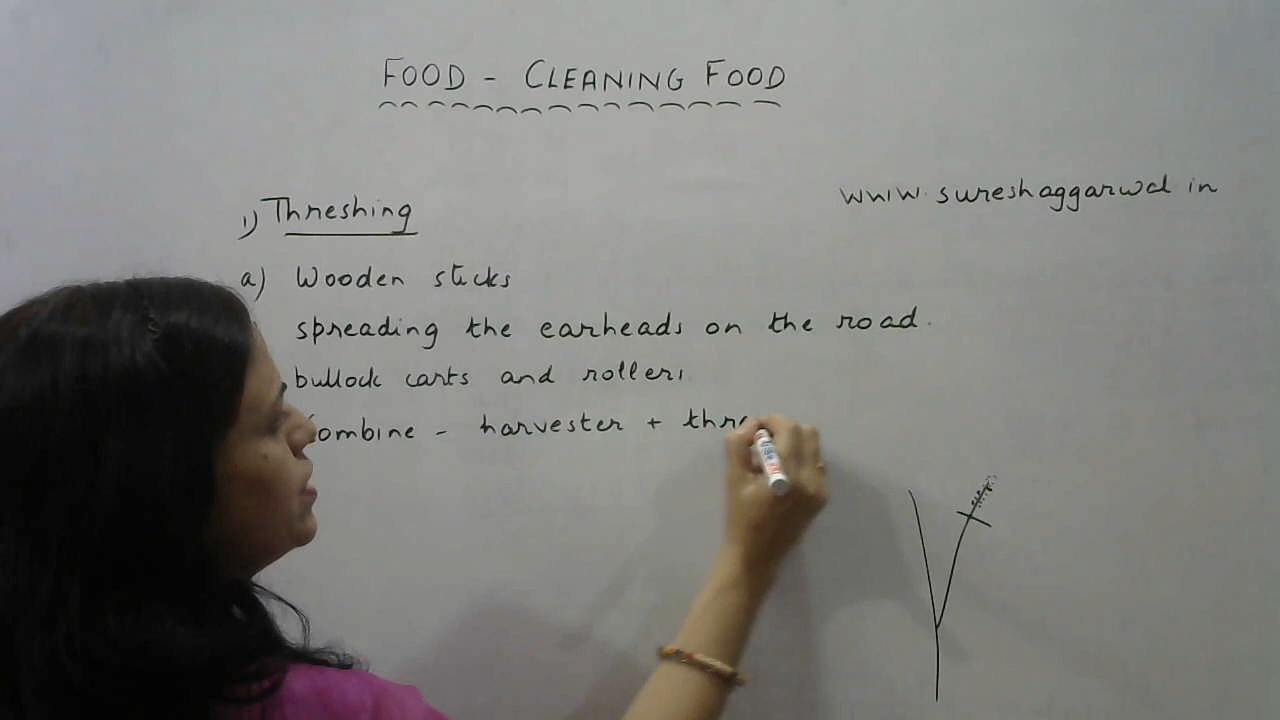 FOOD - CLEANING FOOD
www.sureshaggarwal.in
1) Threshing
a) Wooden sticks
spreading the earheads on the road.
bullock carts and rollers
Combine - harvester + thre